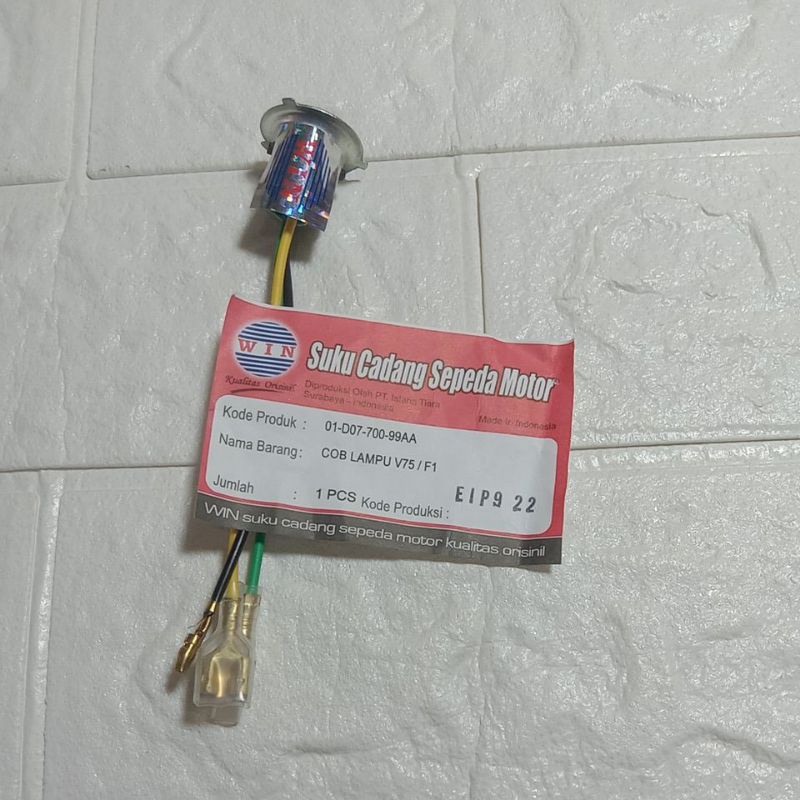 WIN
WIN
Kualitas Orisinil
Suku Cadang Sepeda Motor
Diproduksi Oleh PT. Istana Tiara
Surabaya - Indonesia
Made in Indonesia
Kode Produk : 01-D07-700-99AA
Nama Barang : COB LAMPU V75 / F1
Jumlah : 1 PCS Kode Produksi : EIP9 22
WIN suku cadang sepeda motor kualitas orisinil